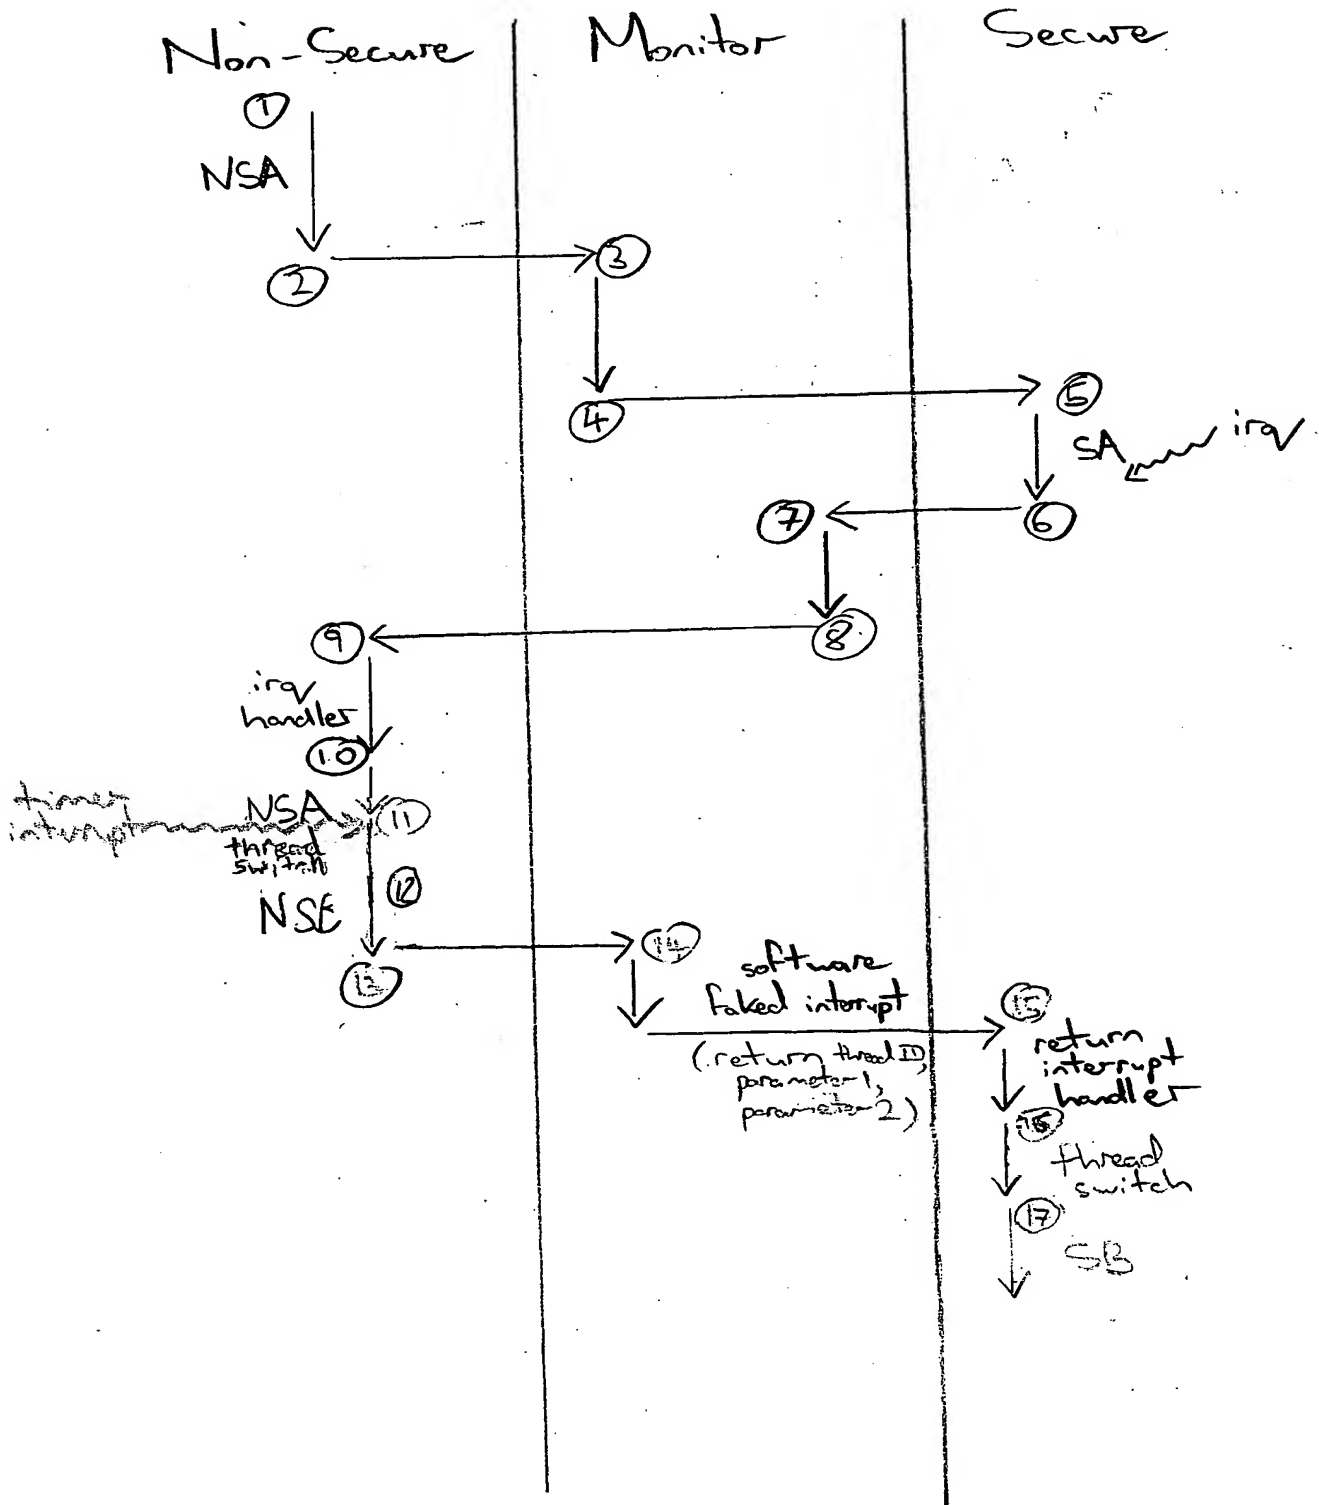 Non-Secure
Monitor
Secure
1
NSA
2
3
4
5
SA
irq
6
7
8
9
irq
handler
10
timer
interrupt
NSA
11
thread
switch
12
NSE
13
14
software
faked interrupt
(return thread ID,
parameter 1,
parameter 2)
15
return
interrupt
handler
16
thread
switch
17
SB